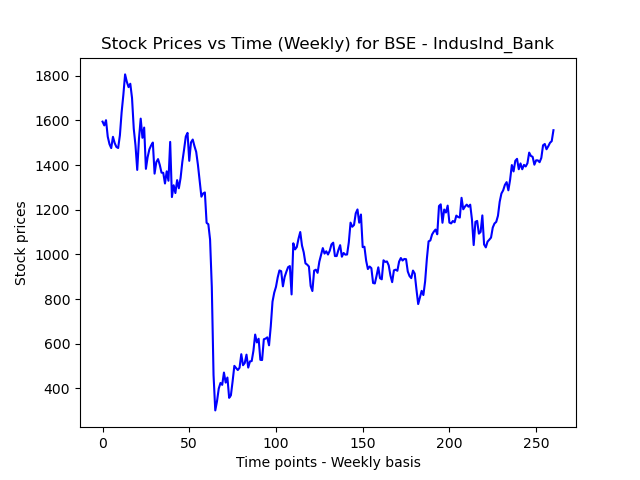 Stock Prices vs Time (Weekly) for BSE - IndusInd_Bank
1800
1600
1400
1200
1000
800
600
400
Stock prices
0 50 100 150 200 250
Time points - Weekly basis